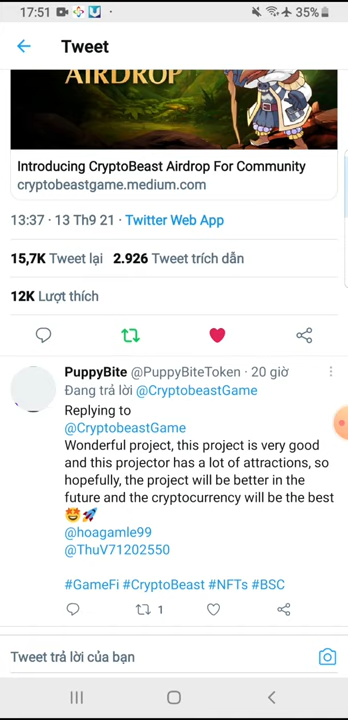 17:51
35%
Tweet
AIRDROP
Introducing CryptoBeast Airdrop For Community
cryptobeastgame.medium.com
13:37 · 13 Th9 21 · Twitter Web App
15,7K Tweet lại 2.926 Tweet trích dẫn
12K Lượt thích
PuppyBite @PuppyBiteToken · 20 giờ
Đang trả lời @CryptobeastGame
Replying to
@CryptobeastGame
Wonderful project, this project is very good
and this projector has a lot of attractions, so
hopefully, the project will be better in the
future and the cryptocurrency will be the best
🤩🚀
@hoagamle99
@ThuV71202550
#GameFi #CryptoBeast #NFTs #BSC
1
Tweet trả lời của bạn